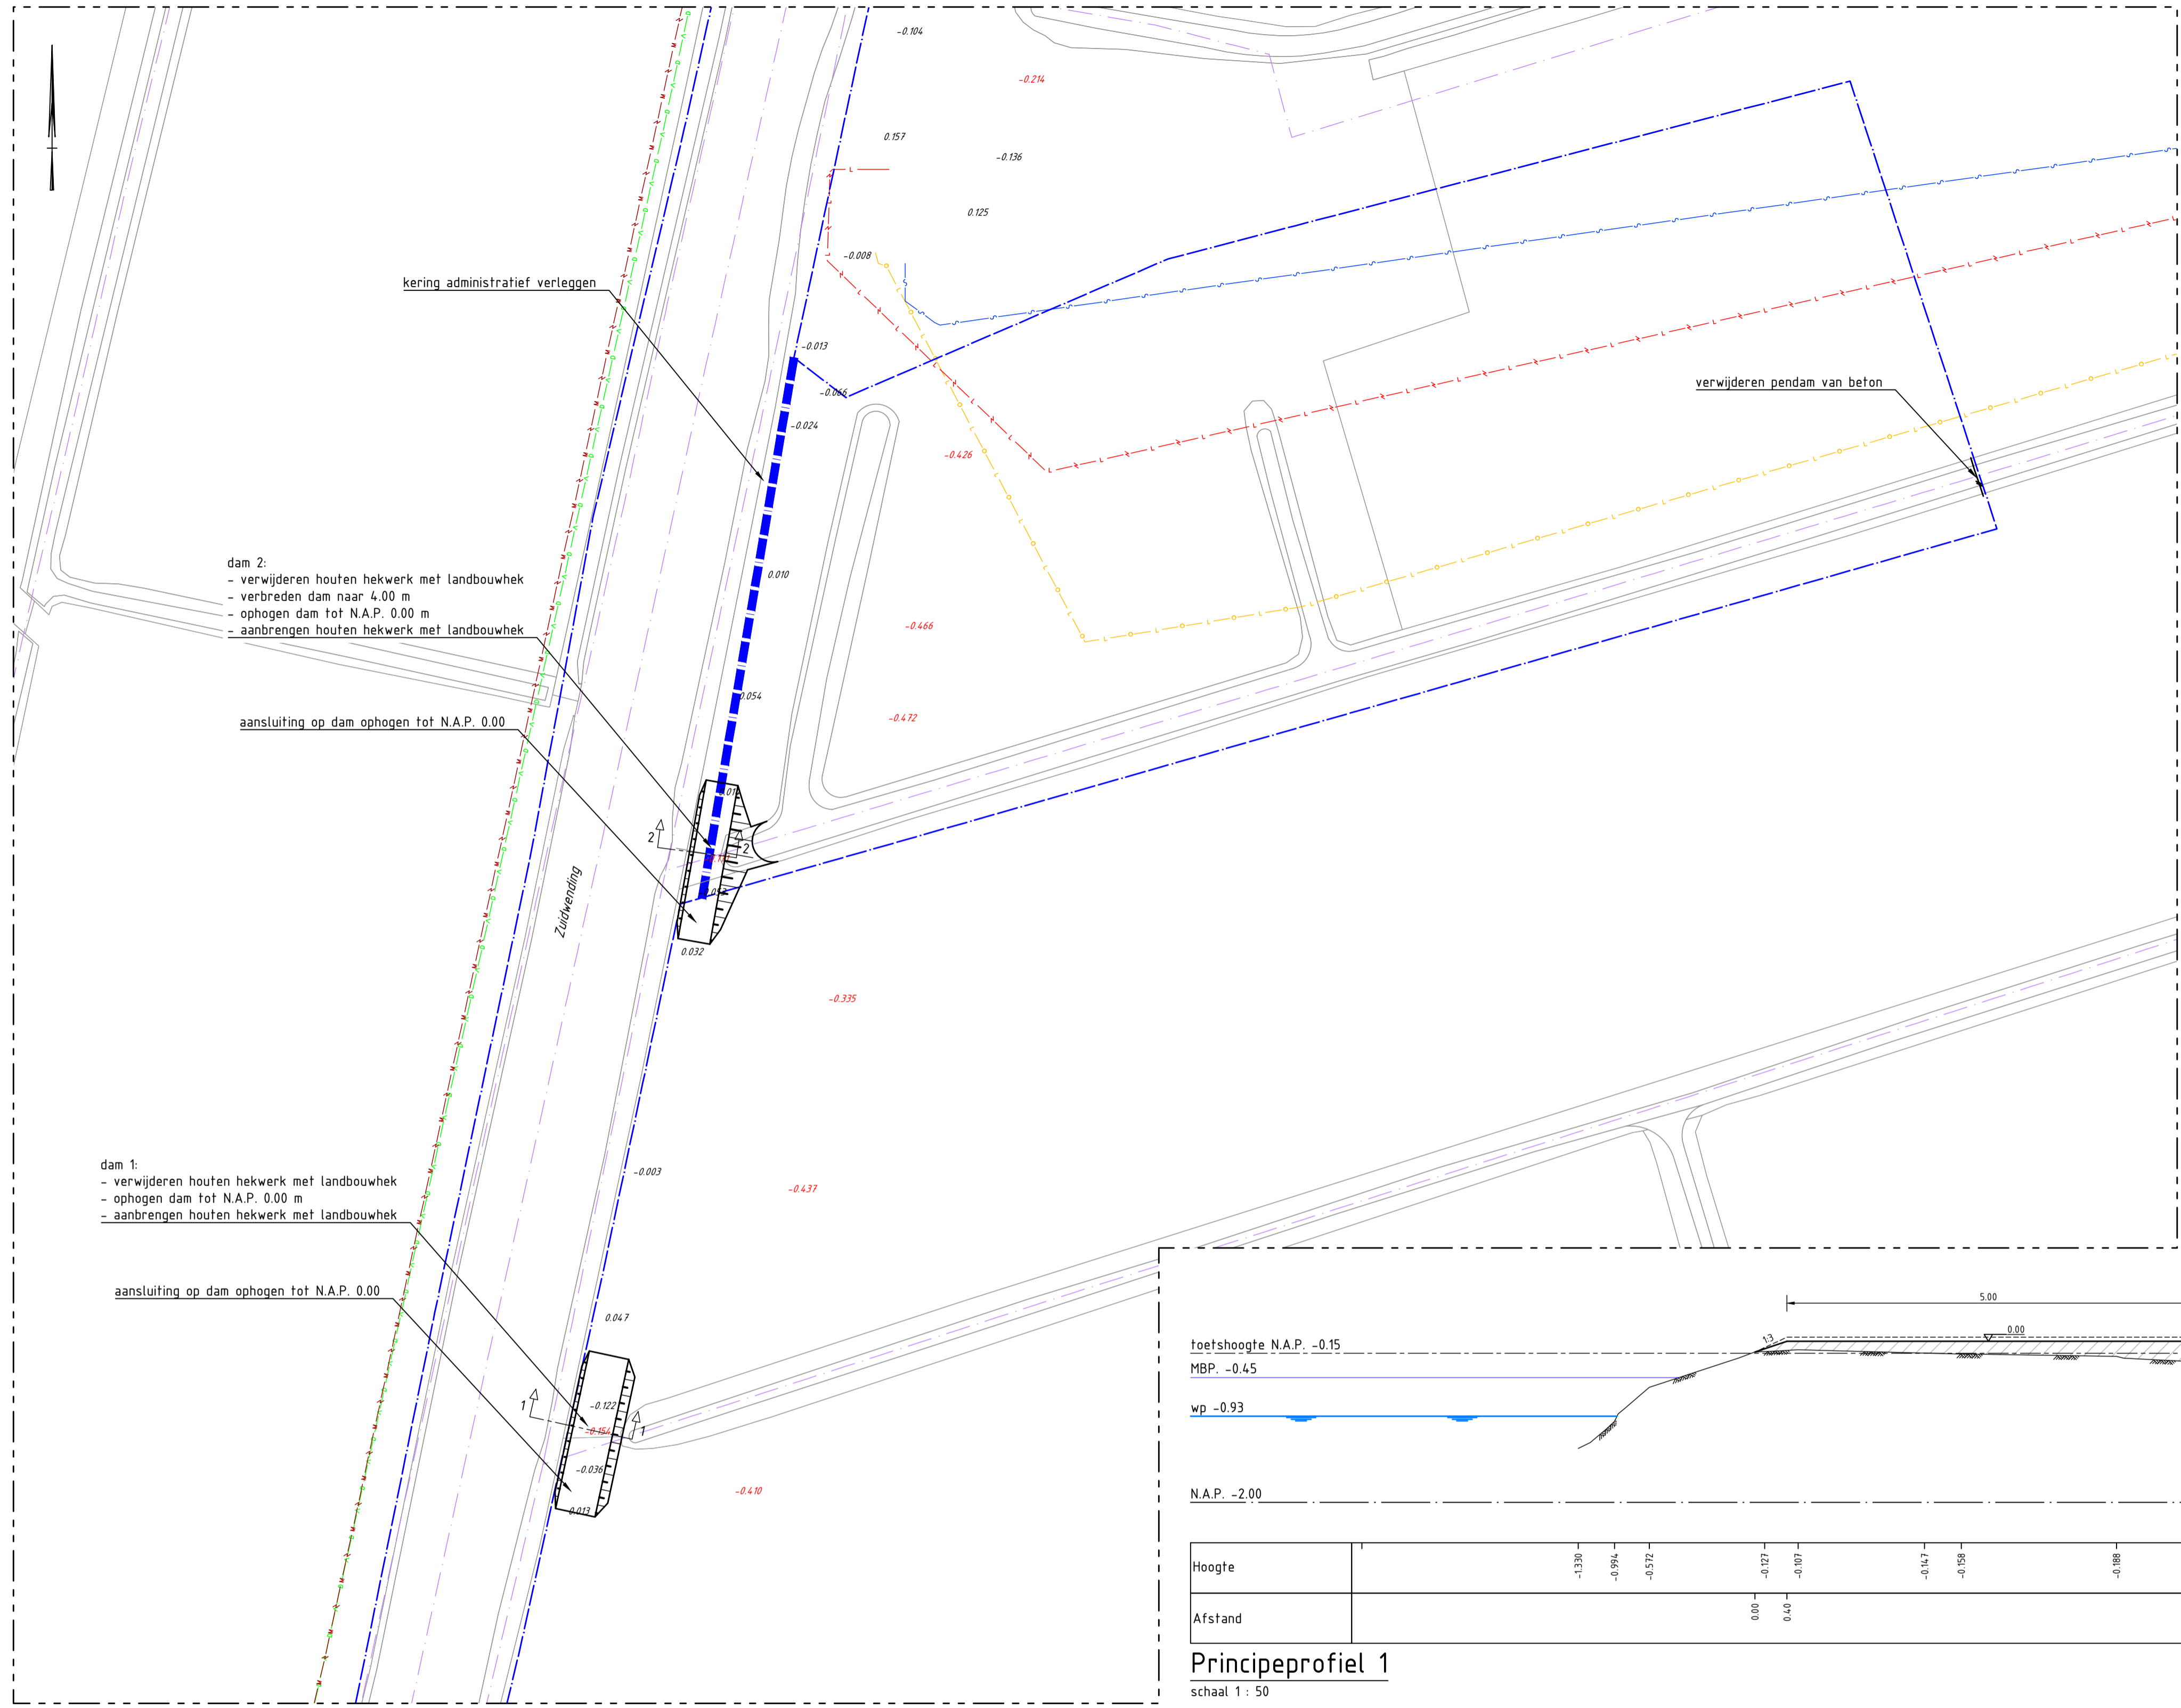 -0.104
-0.214
0.157
-0.136
0.125
-0.008
kering administratief verleggen
-0.013
-0.066
verwijderen pendam van beton
-0.024
-0.426
dam 2:
- verwijderen houten hekwerk met landbouwhek
- verbreden dam naar 4.00 m
- ophogen dam tot N.A.P. 0.00 m
- aanbrengen houten hekwerk met landbouwhek
0.010
-0.466
0.054
-0.472
aansluiting op dam ophogen tot N.A.P. 0.00
2
2
Zuidwending
0.032
-0.335
-0.003
-0.437
dam 1:
- verwijderen houten hekwerk met landbouwhek
- ophogen dam tot N.A.P. 0.00 m
- aanbrengen houten hekwerk met landbouwhek
aansluiting op dam ophogen tot N.A.P. 0.00
0.047
-0.122
1
1
-0.154
-0.036
-0.410
0.013
5.00
1:3
0.00
toetshoogte N.A.P. -0.15
MBP. -0.45
wp -0.93
N.A.P. -2.00
Hoogte
-1.330
-0.994
-0.572
-0.127
-0.107
-0.147
-0.158
-0.188
Afstand
0.00
0.40
Principeprofiel 1
schaal 1 : 50